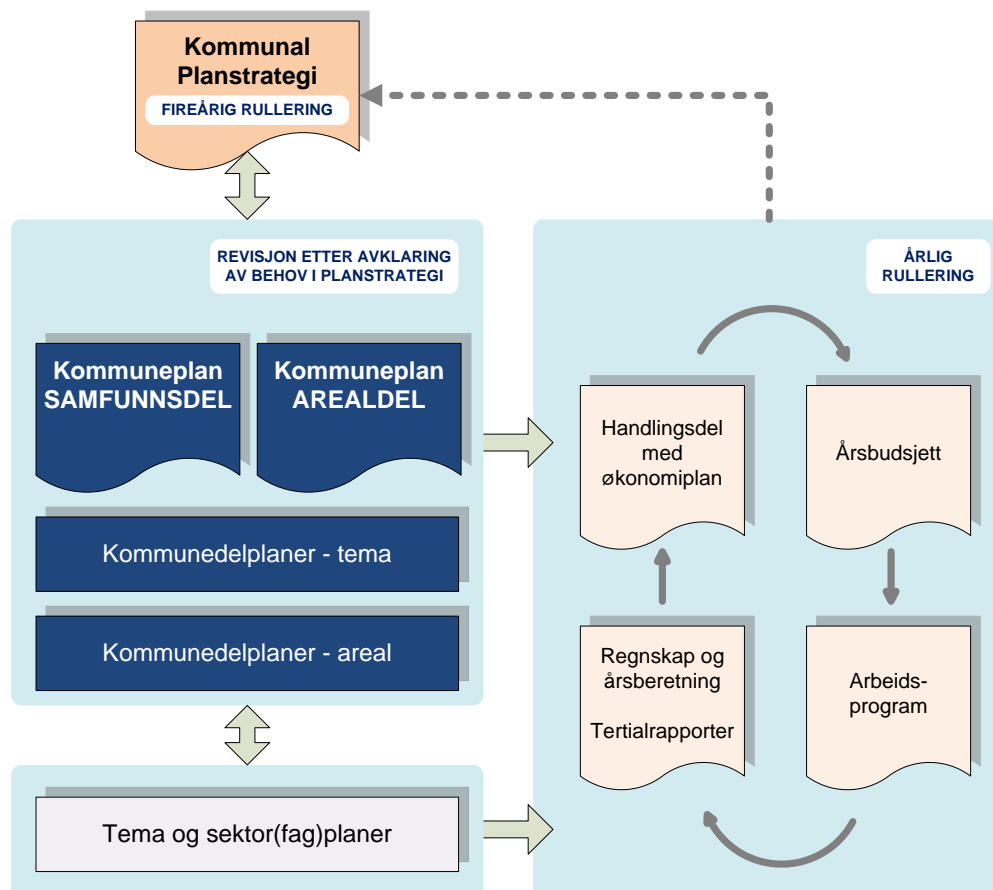 Kommunal
Planstrategi
FIREÅRIG RULLERING
REVISJON ETTER AVKLARING
AV BEHOV I PLANSTRATEGI
Kommuneplan
SAMFUNNSDEL
Kommuneplan
AREALDEL
Kommunedelplaner - tema
Kommunedelplaner - areal
Tema og sektor(fag)planer
ÅRLIG
RULLERING
Handlingsdel
med
økonomiplan
Årsbudsjett
Regnskap og
årsberetning
Tertialrapporter
Arbeids-
program